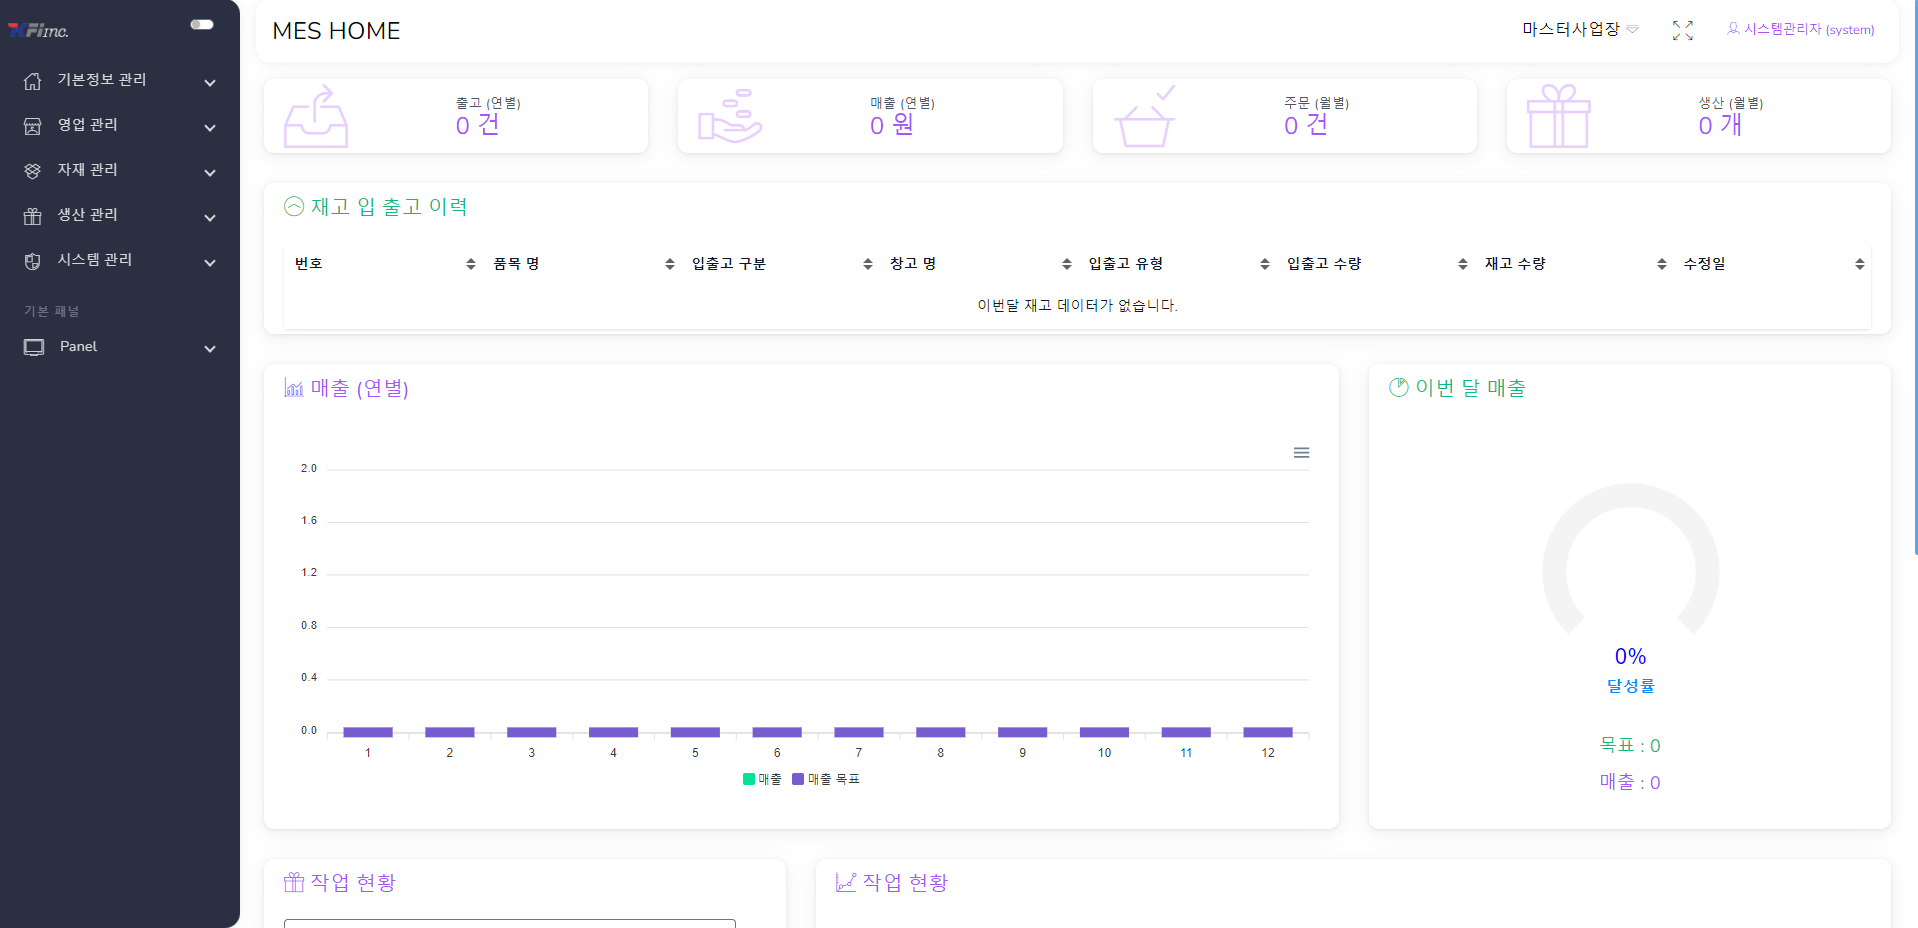 XFiinc.
기본정보 관리
영업 관리
자재 관리
생산 관리
시스템 관리
기본 패널
Panel
MES HOME
마스터사업장
시스템관리자 (system)
출고 (연별)
0 건
매출 (연별)
0 원
주문 (월별)
0 건
생산 (월별)
0 개
재고 입 출고 이력
번호 품목 명 입출고 구분 창고 명 입출고 유형 입출고 수량 재고 수량 수정일
이번달 재고 데이터가 없습니다.
매출 (연별)
2.0
1.6
1.2
0.8
0.4
0.0
1 2 3 4 5 6 7 8 9 10 11 12
매출 매출 목표
이번 달 매출
0%
달성률
목표 : 0
매출 : 0
작업 현황
작업 현황